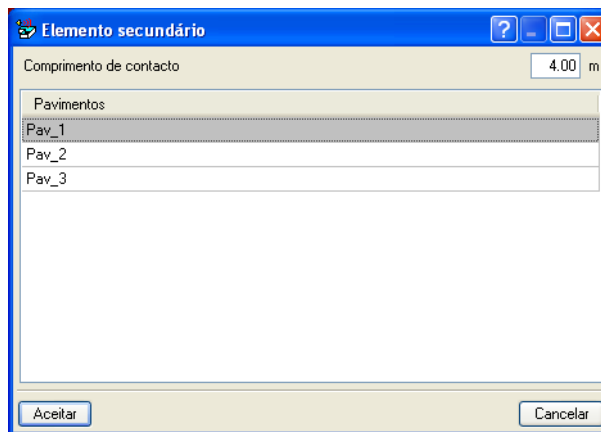 Elemento secundário
Comprimento de contacto 4.00 m
Pavimentos
Pav_1
Pav_2
Pav_3
Aceitar Cancelar